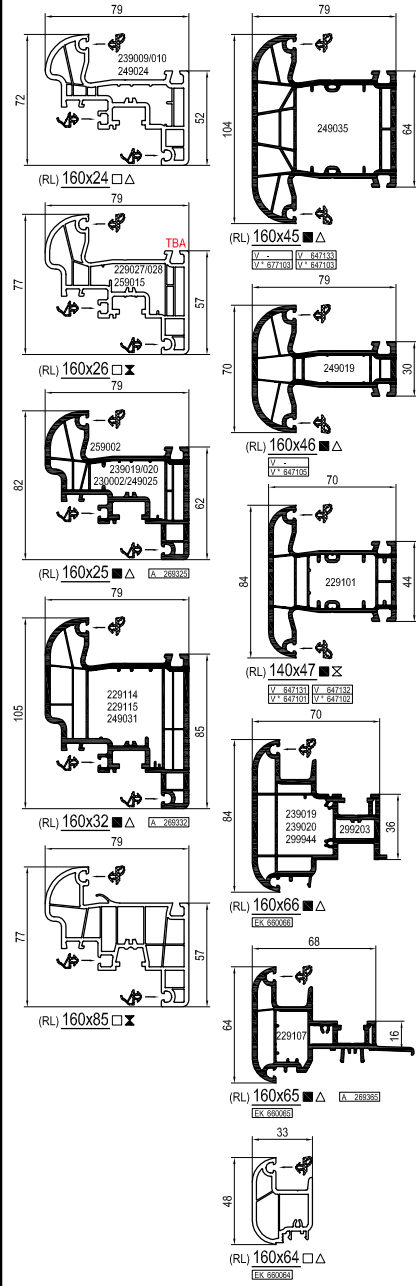 79
72
239009/010
249024
52
(RL) 160x24 □ △
79
TBA
77
229027/028
259015
57
(RL) 160x26 □ ⧗
79
82
259002
239019/020
230002/249025
62
(RL) 160x25 ■ △ A 269325
79
105
229114
229115
249031
85
(RL) 160x32 ■ △ A 269332
79
77
57
(RL) 160x85 □ ⧗
79
104
249035
64
(RL) 160x45 ■ △
V - V 647133
V * 677103 V * 647103
79
70
249019
30
(RL) 160x46 ■ △
V -
V * 647105
70
84
229101
44
(RL) 140x47 ■ ⧖
V 647131 V 647132
V * 647101 V * 647102
70
84
239019
239020
299944
299203
36
(RL) 160x66 ■ △
EK 660066
68
64
229107
16
(RL) 160x65 ■ △ A 269365
EK 660065
33
48
(RL) 160x64 □ △
EK 660064